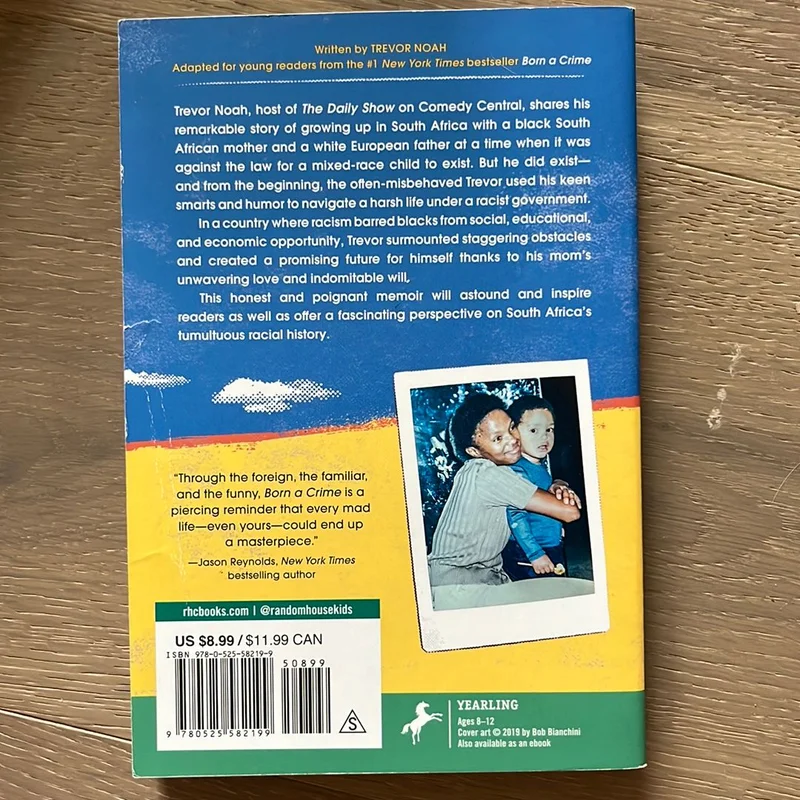 Written by TREVOR NOAH
Adapted for young readers from the #1 New York Times bestseller Born a Crime
Trevor Noah, host of The Daily Show on Comedy Central, shares his
remarkable story of growing up in South Africa with a black South
African mother and a white European father at a time when it was
against the law for a mixed-race child to exist. But he did exist—
and from the beginning, the often-misbehaved Trevor used his keen
smarts and humor to navigate a harsh life under a racist government.
In a country where racism barred blacks from social, educational,
and economic opportunity, Trevor surmounted staggering obstacles
and created a promising future for himself thanks to his mom's
unwavering love and indomitable will.
This honest and poignant memoir will astound and inspire
readers as well as offer a fascinating perspective on South Africa's
tumultuous racial history.
"Through the foreign, the familiar,
and the funny, Born a Crime is a
piercing reminder that every mad
life—even yours—could end up
a masterpiece."
—Jason Reynolds, New York Times
bestselling author
rhcbooks.com | @randomhousekids
US $8.99 / $11.99 CAN
ISBN 978-0-525-58219-9
50899
9 780525 582199
S
YEARLING
Ages 8–12
Cover art © 2019 by Bob Bianchini
Also available as an ebook